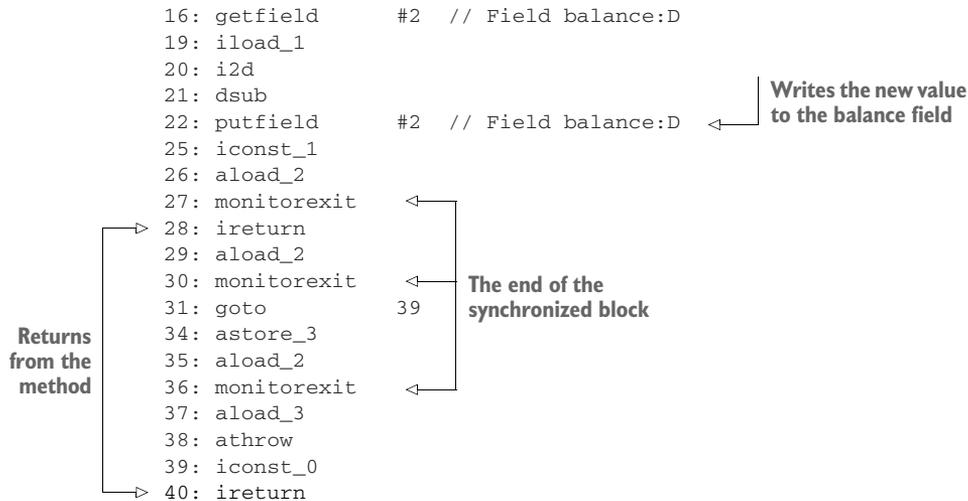 16: getfield #2 // Field balance:D
19: iload_1
20: i2d
21: dsub
22: putfield #2 // Field balance:D
Writes the new value
to the balance field
25: iconst_1
26: aload_2
27: monitorexit
28: ireturn
29: aload_2
30: monitorexit
The end of the
synchronized block
31: goto 39
34: astore_3
35: aload_2
36: monitorexit
37: aload_3
38: athrow
39: iconst_0
40: ireturn
Returns
from the
method